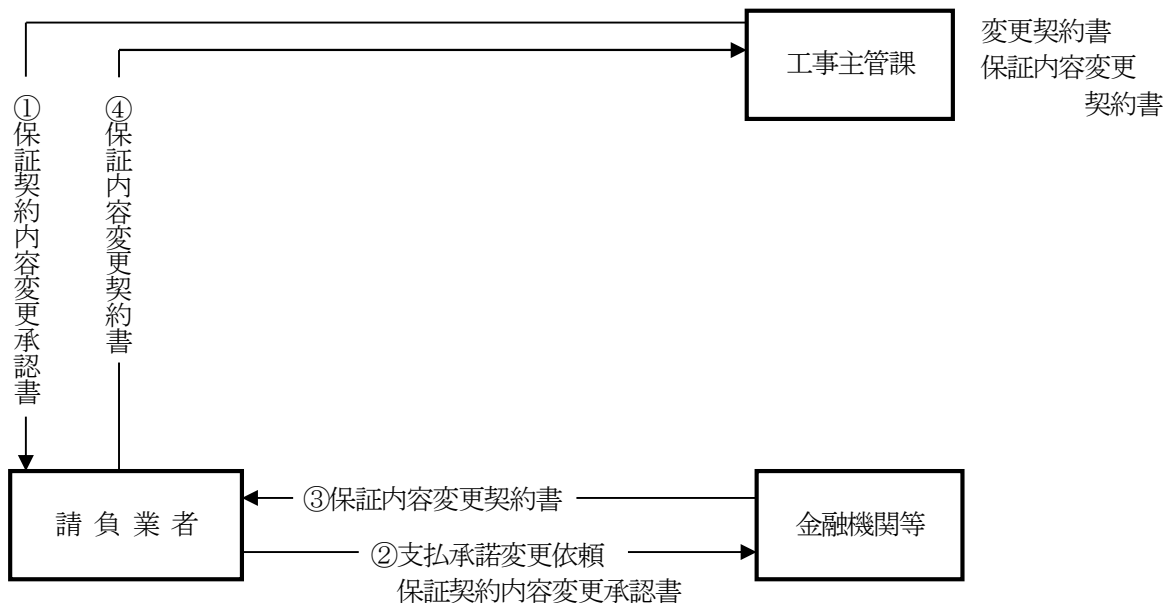 工事主管課
変更契約書
保証内容変更
契約書
①保証契約内容変更承認書
④保証内容変更契約書
請負業者
③保証内容変更契約書
②支払承諾変更依頼
保証契約内容変更承認書
金融機関等